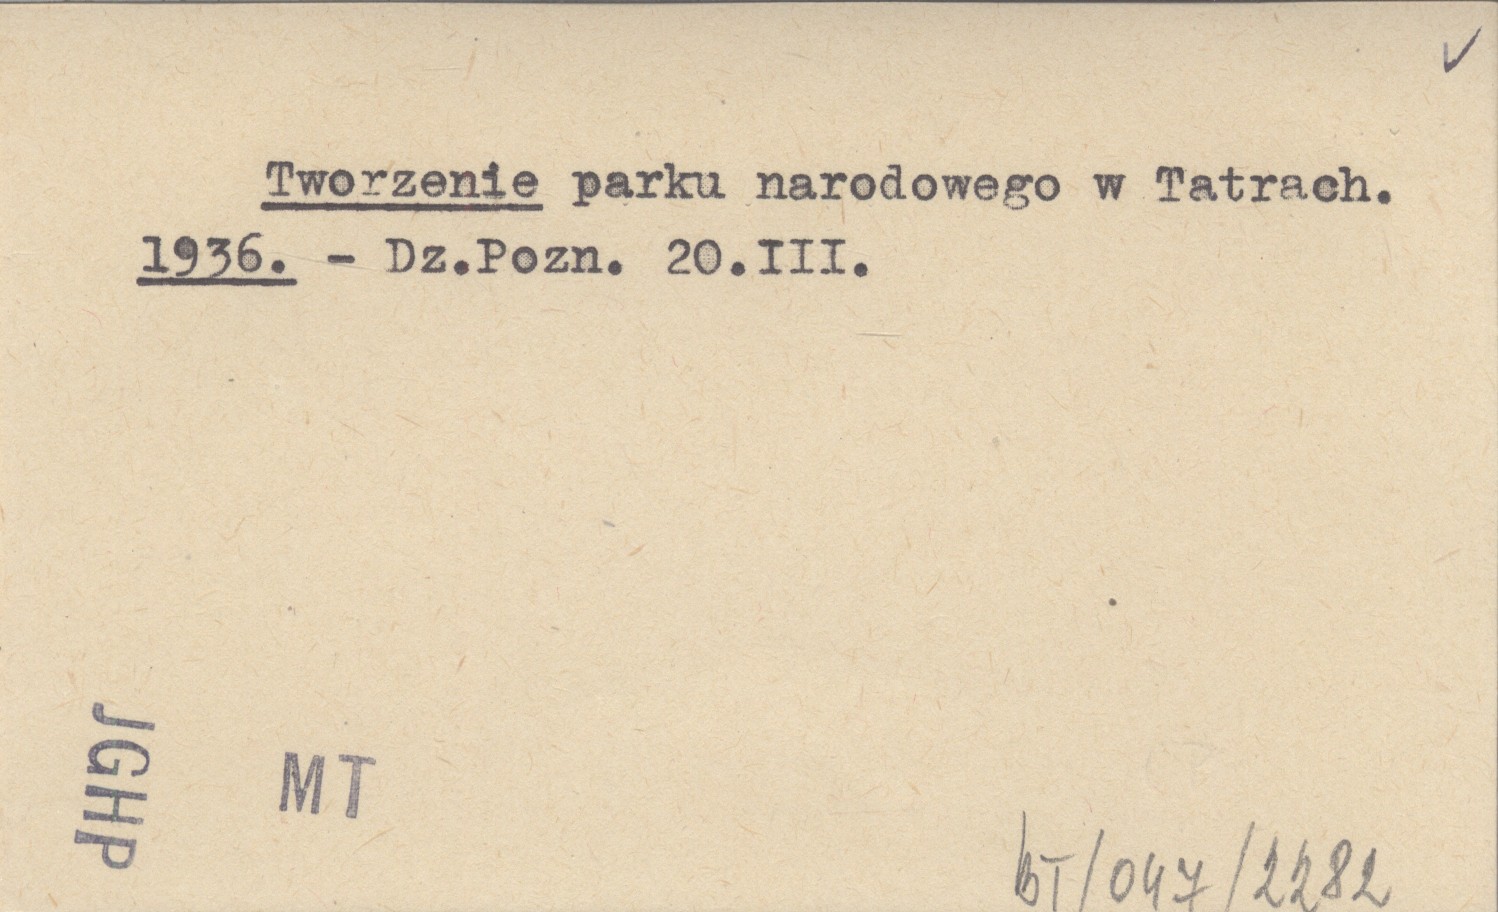 Tworzenie parku narodowego w Tatrach.
1936. - Dz.Pozn. 20.III.
JGHP
MT
BT/047/2282